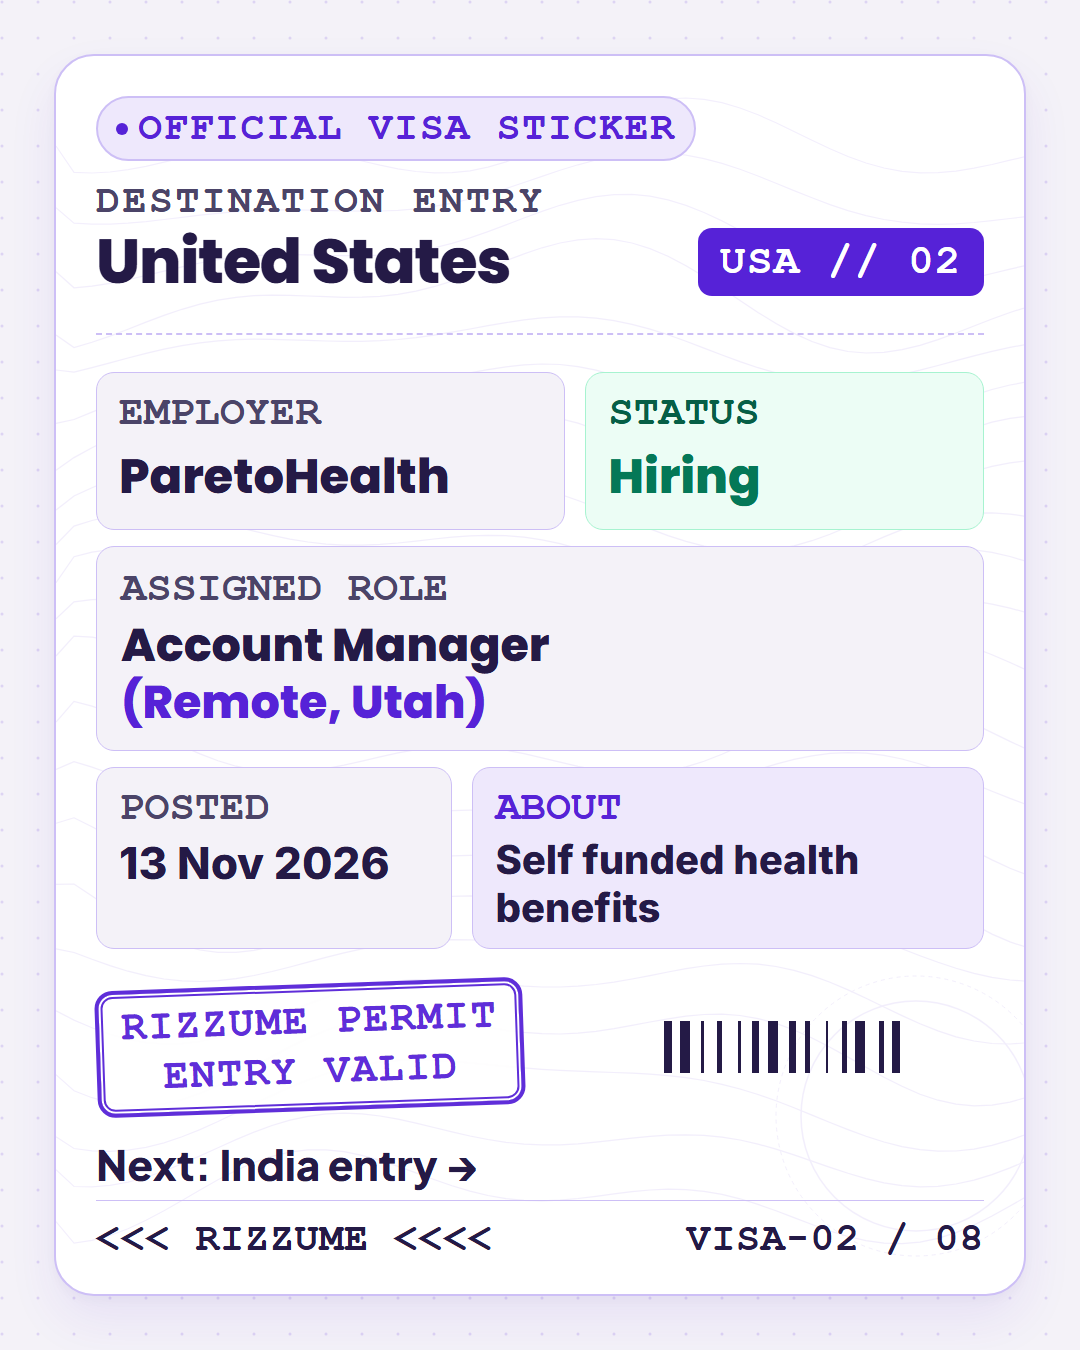 • OFFICIAL VISA STICKER
DESTINATION ENTRY
United States
USA // 02
EMPLOYER
ParetoHealth
STATUS
Hiring
ASSIGNED ROLE
Account Manager
(Remote, Utah)
POSTED
13 Nov 2026
ABOUT
Self funded health
benefits
RIZZUME PERMIT
ENTRY VALID
Next: India entry →
<<< RIZZUME <<<<
VISA-02 / 08